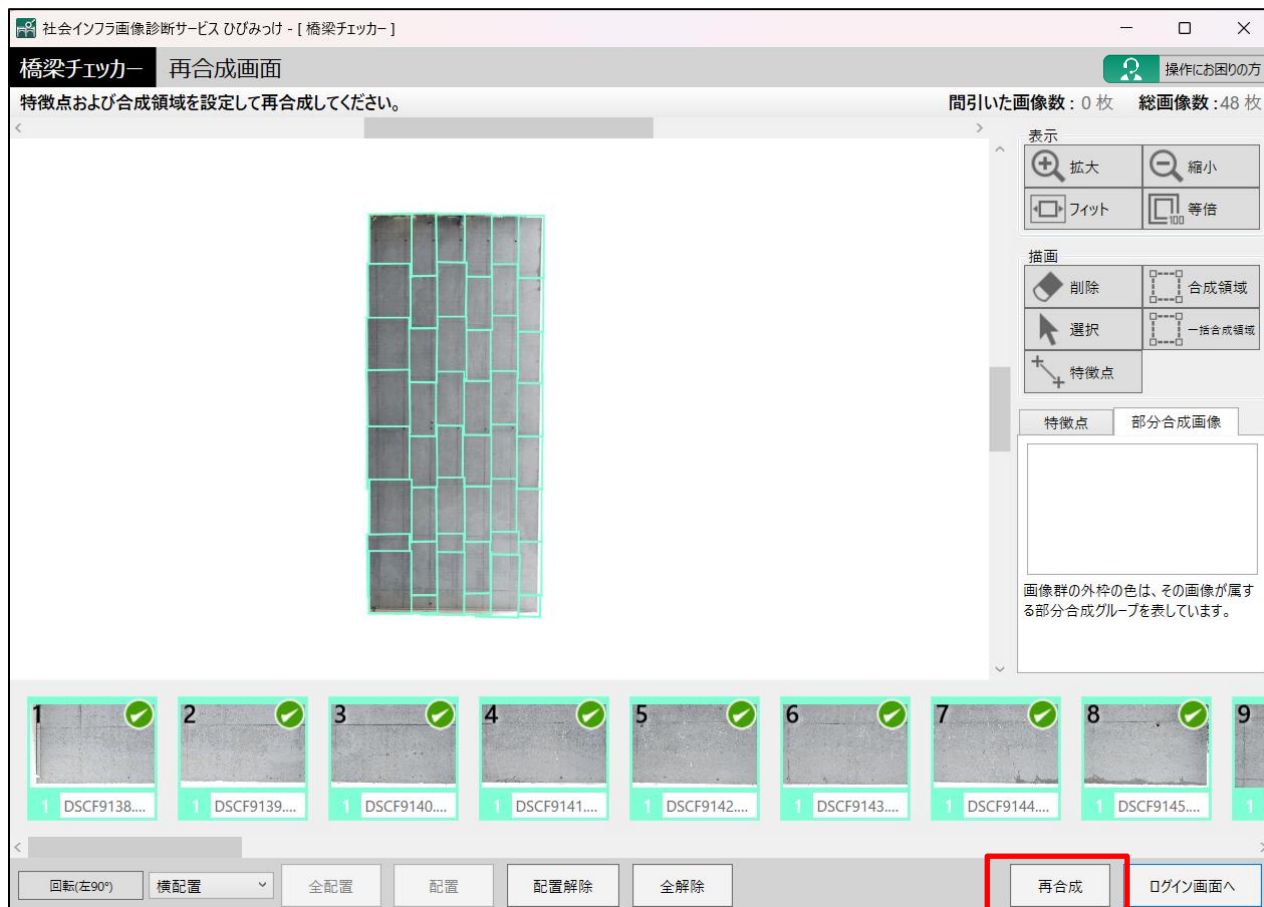 社会インフラ画像診断サービス ひびみっけ - [ 橋梁チェッカー ]
橋梁チェッカー 再合成画面
操作にお困りの方
特徴点および合成領域を設定して再合成してください。
間引いた画像数 : 0 枚 総画像数 : 48 枚
表示
拡大 縮小
フィット 100 等倍
描画
削除 合成領域
選択 一括合成領域
特徴点
特徴点 部分合成画像
画像群の外枠の色は、その画像が属す
る部分合成グループを表しています。
1 2 3 4 5 6 7 8 9
1 DSCF9138.... 1 DSCF9139.... 1 DSCF9140.... 1 DSCF9141.... 1 DSCF9142.... 1 DSCF9143.... 1 DSCF9144.... 1 DSCF9145.... 1
回転(左90°) 横配置 全配置 配置 配置解除 全解除 再合成 ログイン画面へ